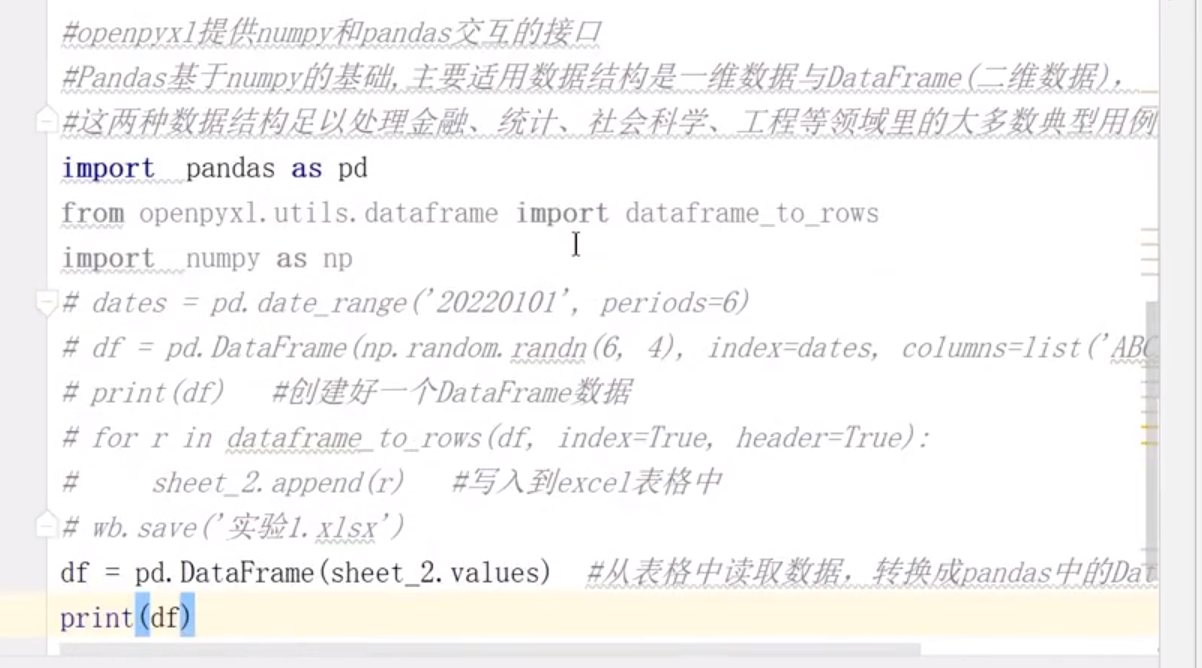 #openpyxl提供numpy和pandas交互的接口
#Pandas基于numpy的基础,主要适用数据结构是一维数据与DataFrame(二维数据),
#这两种数据结构足以处理金融、统计、社会科学、工程等领域里的大多数典型用例
import  pandas as pd
from openpyxl.utils.dataframe import dataframe_to_rows
import  numpy as np
# dates = pd.date_range('20220101', periods=6)
# df = pd.DataFrame(np.random.randn(6, 4), index=dates, columns=list('ABC
# print(df)   #创建好一个DataFrame数据
# for r in dataframe_to_rows(df, index=True, header=True):
#     sheet_2.append(r)   #写入到excel表格中
# wb.save('实验1.xlsx')
df = pd.DataFrame(sheet_2.values)  #从表格中读取数据，转换成pandas中的Dat
print(df)